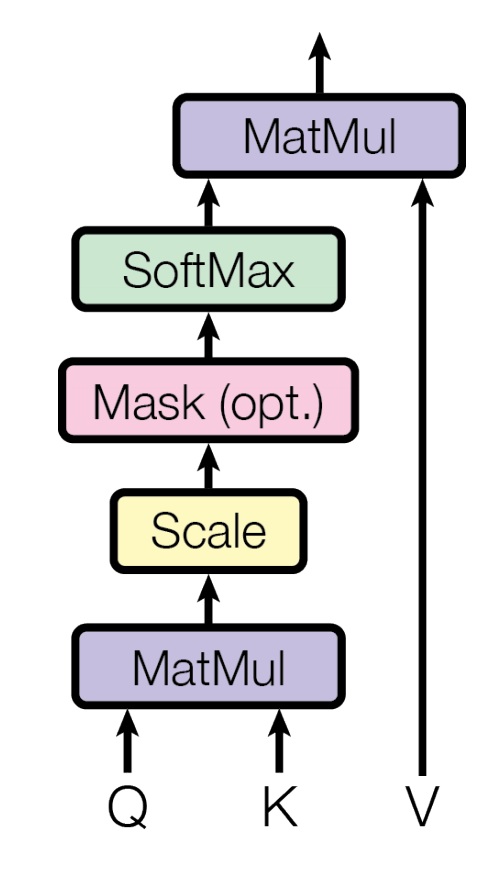 MatMul
SoftMax
Mask (opt.)
Scale
MatMul
Q K V